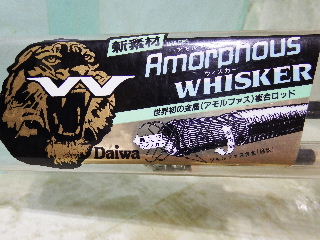 新素材
Amorphous
ウィスカー
WHISKER
世界初の金属(アモルファス)複合ロッド
Daiwa